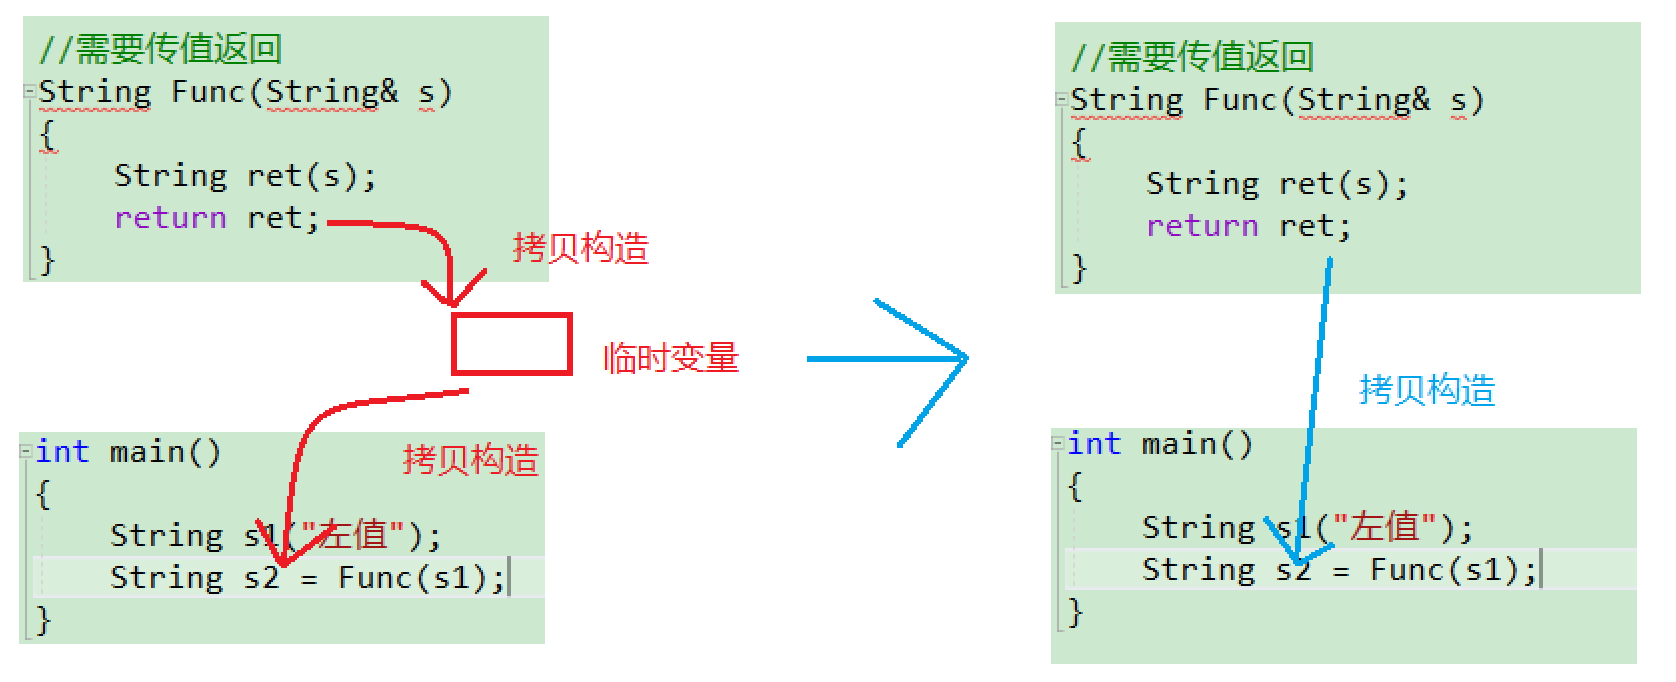 //需要传值返回
String Func(String& s)
{
String ret(s);
return ret;
}
拷贝构造
临时变量
拷贝构造
int main()
{
String s1("左值");
String s2 = Func(s1);
}
//需要传值返回
String Func(String& s)
{
String ret(s);
return ret;
}
拷贝构造
int main()
{
String s1("左值");
String s2 = Func(s1);
}